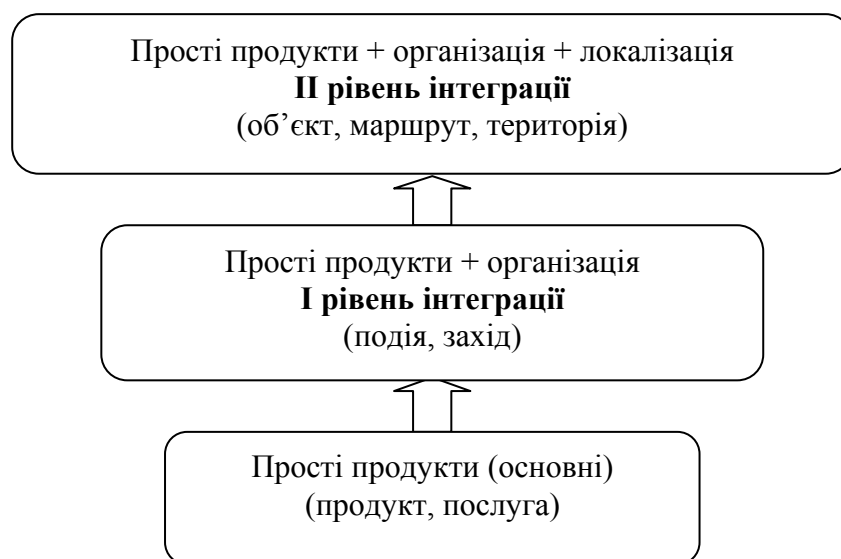 Прості продукти + організація + локалізація
II рівень інтеграції
(об’єкт, маршрут, територія)
Прості продукти + організація
I рівень інтеграції
(подія, захід)
Прості продукти (основні)
(продукт, послуга)